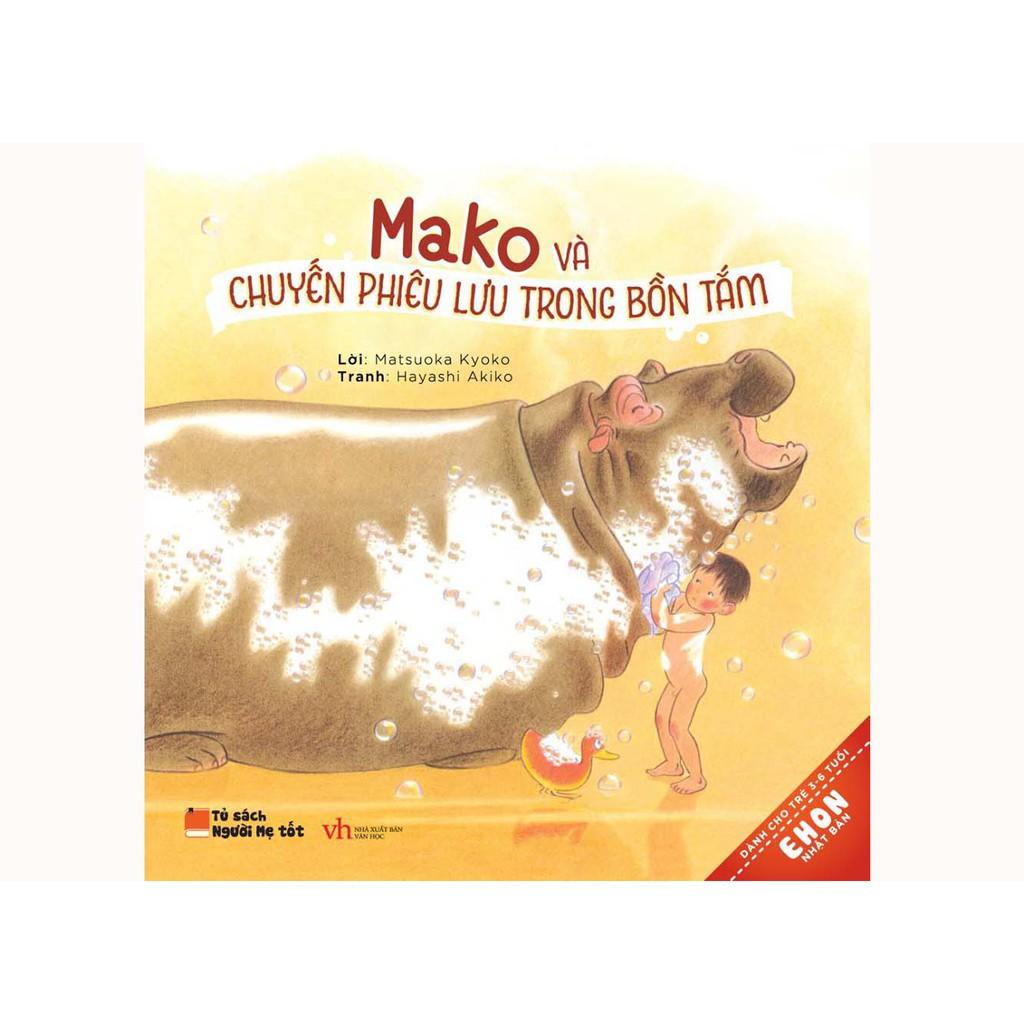 Mako VÀ
CHUYẾN PHIÊU LƯU TRONG BỒN TẮM
Lời: Matsuoka Kyoko
Tranh: Hayashi Akiko
Tủ sách
Người Mẹ tốt
vh NHÀ XUẤT BẢN
VĂN HỌC
DÀNH CHO TRẺ 3-6 TUỔI
EHON
NHẬT BẢN